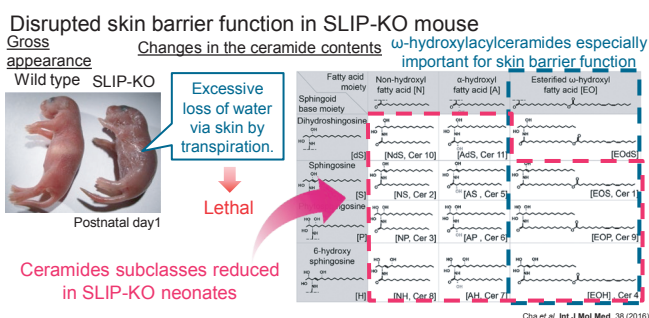 Disrupted skin barrier function in SLIP-KO mouse
Gross
appearance
Changes in the ceramide contents
ω-hydroxylacylceramides especially
important for skin barrier function
Wild type SLIP-KO
Excessive
loss of water
via skin by
transpiration.
Lethal
Postnatal day1
Ceramides subclasses reduced
in SLIP-KO neonates
Fatty acid
moiety
Sphingoid
base moiety
Non-hydroxyl
fatty acid [N]
α-hydroxyl
fatty acid [A]
Esterified ω-hydroxyl
fatty acid [EO]
Dihydroshingosine
[dS]
[NdS, Cer 10]
[AdS, Cer 11]
[EOdS]
Sphingosine
[S]
[NS, Cer 2]
[AS , Cer 5]
[EOS, Cer 1]
gosine
[P]
[NP, Cer 3]
[AP , Cer 6]
[EOP, Cer 9]
6-hydroxy
sphingosine
[H]
[NH, Cer 8]
[AH, Cer 7]
[EOH] , Cer 4
Cha et al. Int J Mol Med. 38 (2016)